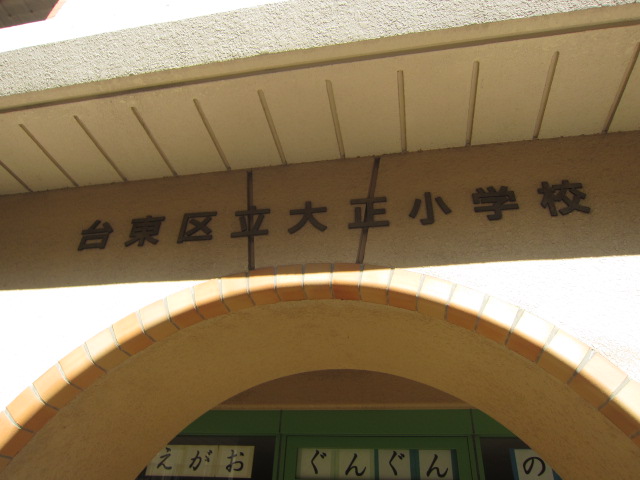 台東区立大正小学校
えがお ぐんぐん の